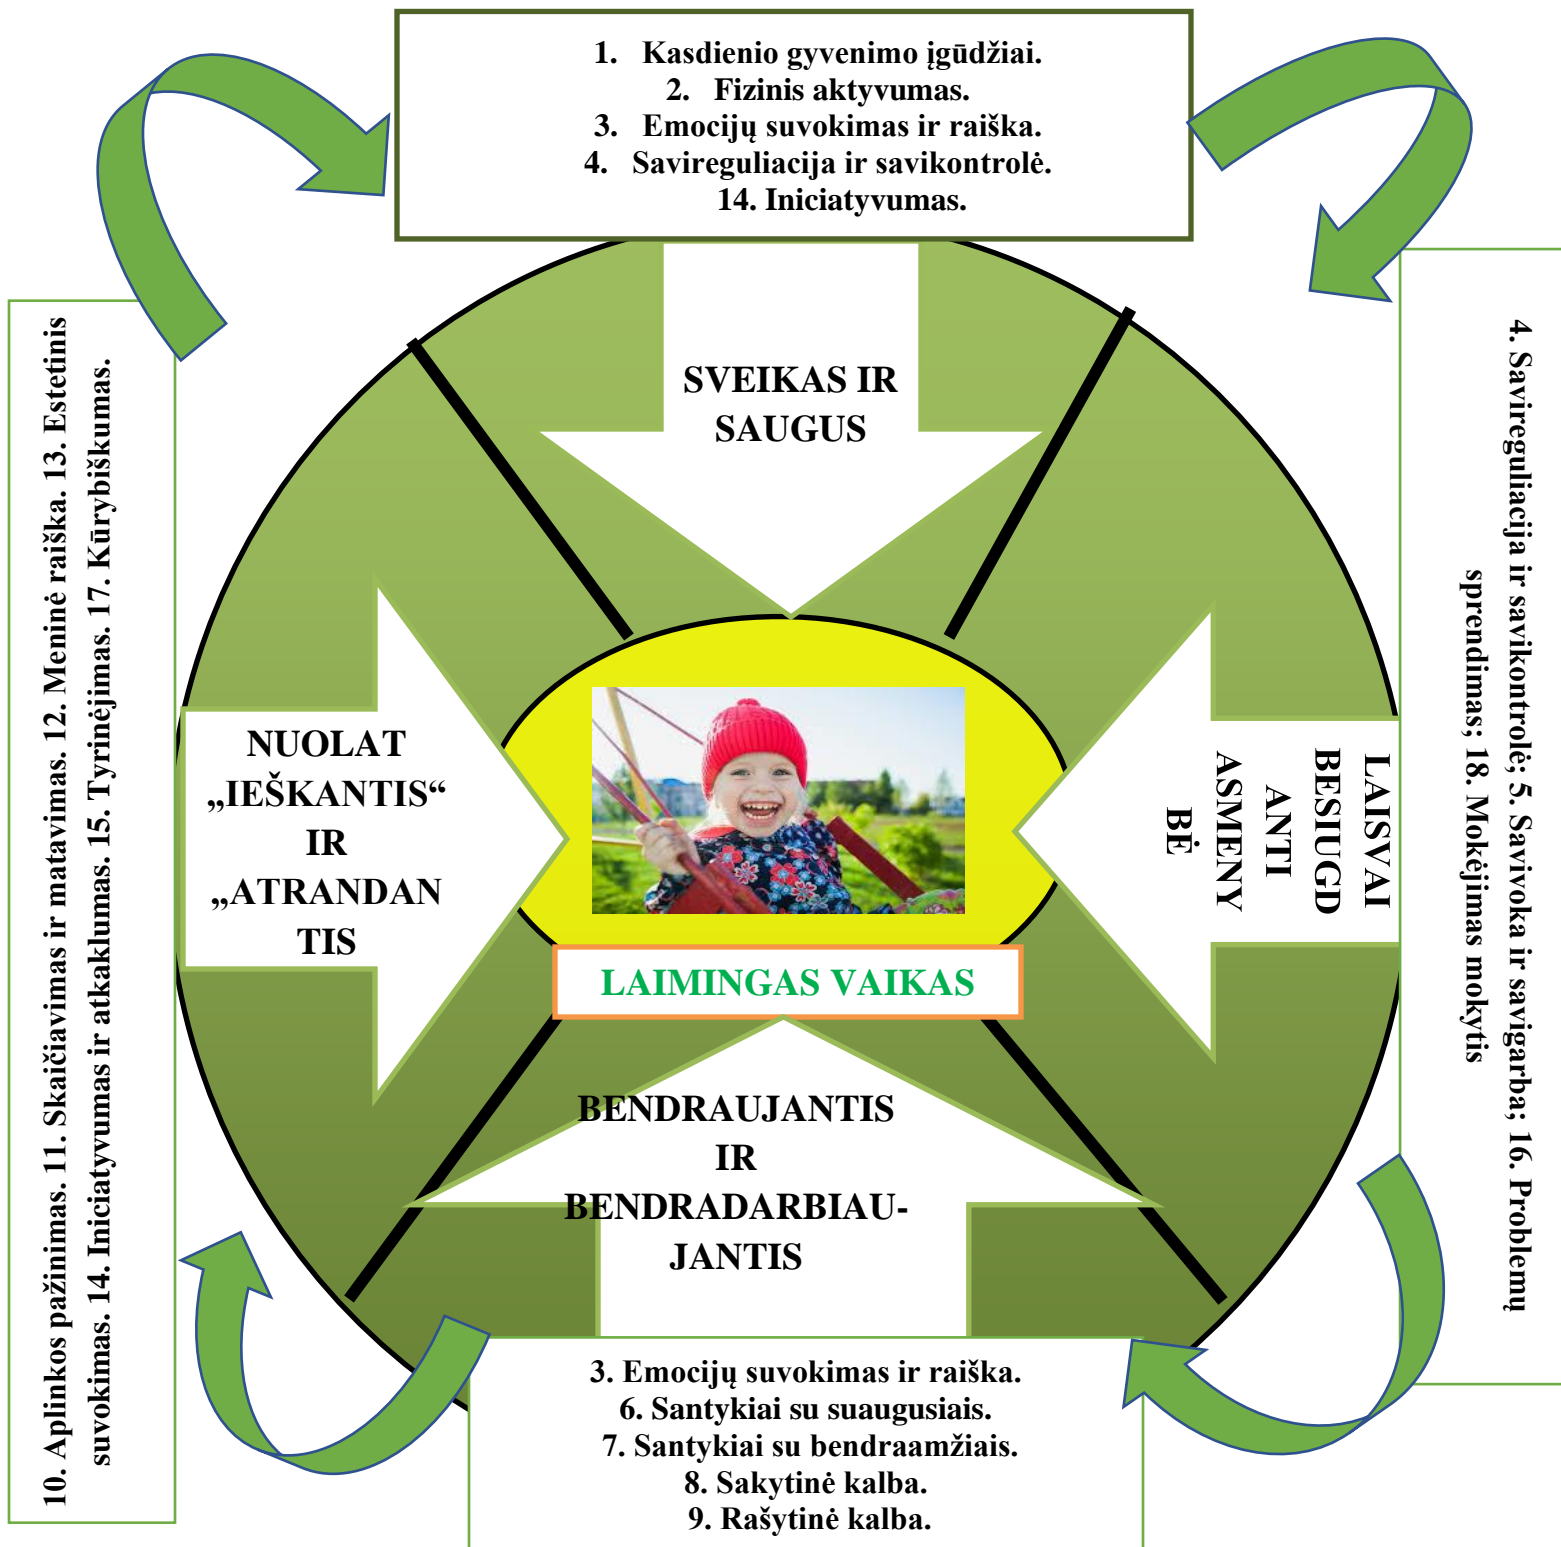 1. Kasdienio gyvenimo įgūdžiai.
2. Fizinis aktyvumas.
3. Emocijų suvokimas ir raiška.
4. Savireguliacija ir savikontrolė.
14. Iniciatyvumas.
SVEIKAS IR
SAUGUS
10. Aplinkos pažinimas. 11. Skaičiavimas ir matavimas. 12. Meninė raiška. 13. Estetinis
suvokimas. 14. Iniciatyvumas ir atkaklumas. 15. Tyrinėjimas. 17. Kūrybiškumas.
NUOLAT
„IEŠKANTIS“
IR
„ATRANDAN
TIS
LAISVAI
BESIUGD
ANTI
ASMENY
BĖ
4. Savireguliacija ir savikontrolė; 5. Savivoka ir savigarba; 16. Problemų
sprendimas; 18. Mokėjimas mokytis
LAIMINGAS VAIKAS
BENDRAUJANTIS
IR
BENDRADARBIAU-
JANTIS
3. Emocijų suvokimas ir raiška.
6. Santykiai su suaugusiais.
7. Santykiai su bendraamžiais.
8. Sakytinė kalba.
9. Rašytinė kalba.